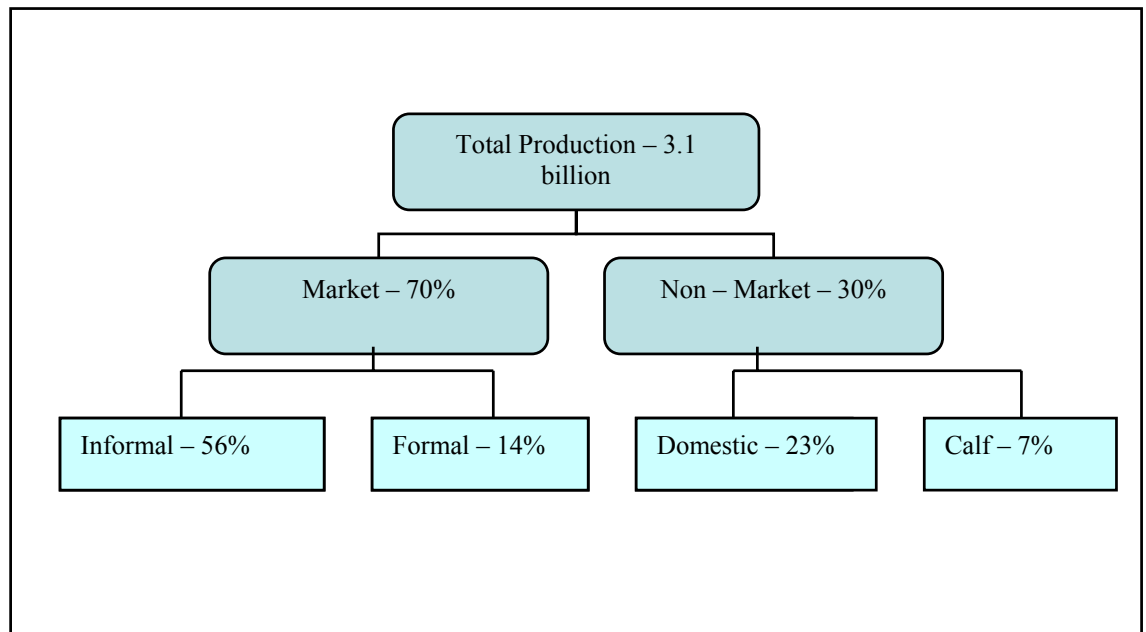 Total Production – 3.1
billion
Market – 70%
Non – Market – 30%
Informal – 56%
Formal – 14%
Domestic – 23%
Calf – 7%